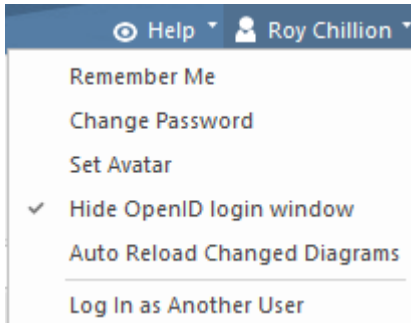 Help Roy Chillion
Remember Me
Change Password
Set Avatar
Hide OpenID login window
Auto Reload Changed Diagrams
Log In as Another User